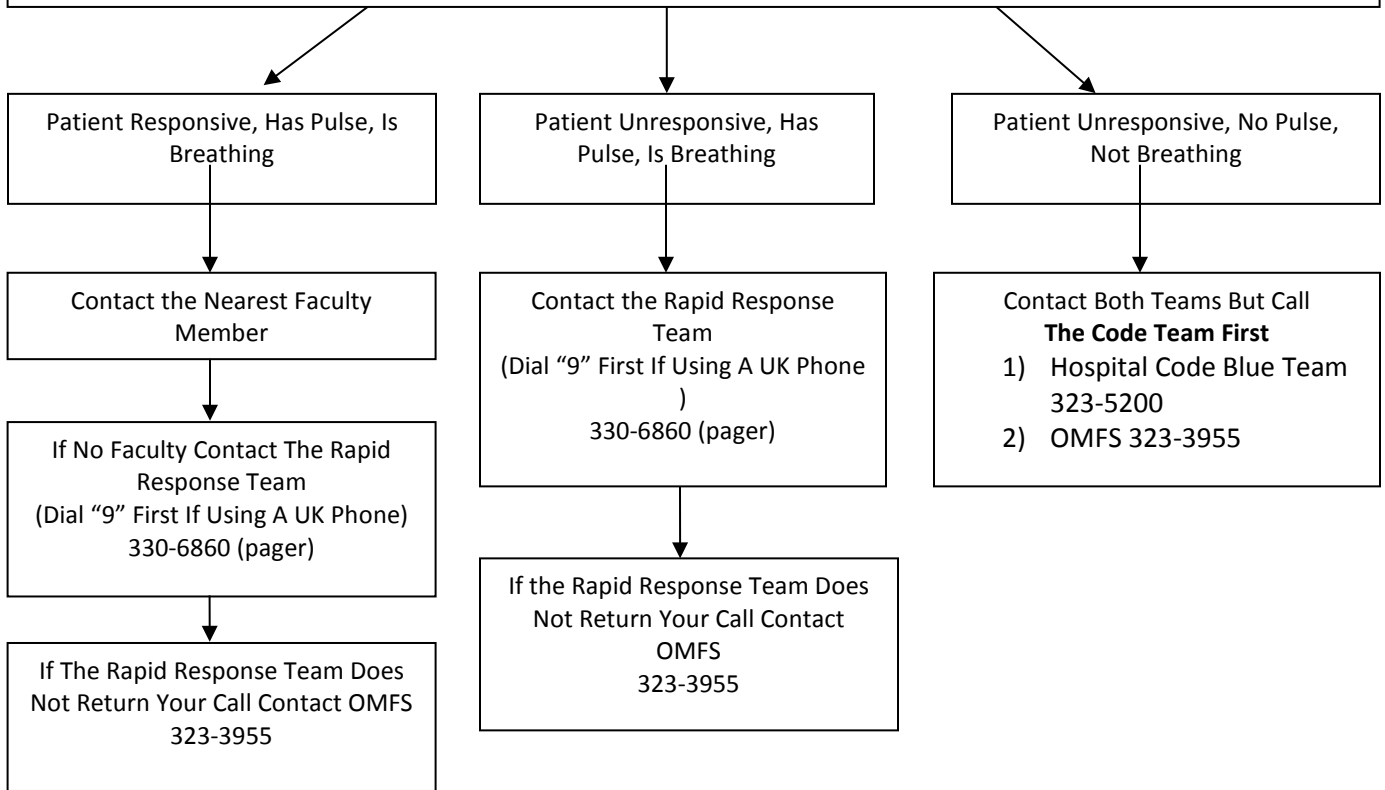 Patient Responsive, Has Pulse, Is
Breathing
Contact the Nearest Faculty
Member
If No Faculty Contact The Rapid
Response Team
(Dial “9” First If Using A UK Phone)
330-6860 (pager)
If The Rapid Response Team Does
Not Return Your Call Contact OMFS
323-3955
Patient Unresponsive, Has
Pulse, Is Breathing
Contact the Rapid Response
Team
(Dial “9” First If Using A UK Phone
)
330-6860 (pager)
If the Rapid Response Team Does
Not Return Your Call Contact
OMFS
323-3955
Patient Unresponsive, No Pulse,
Not Breathing
Contact Both Teams But Call
The Code Team First
1) Hospital Code Blue Team
323-5200
2) OMFS 323-3955